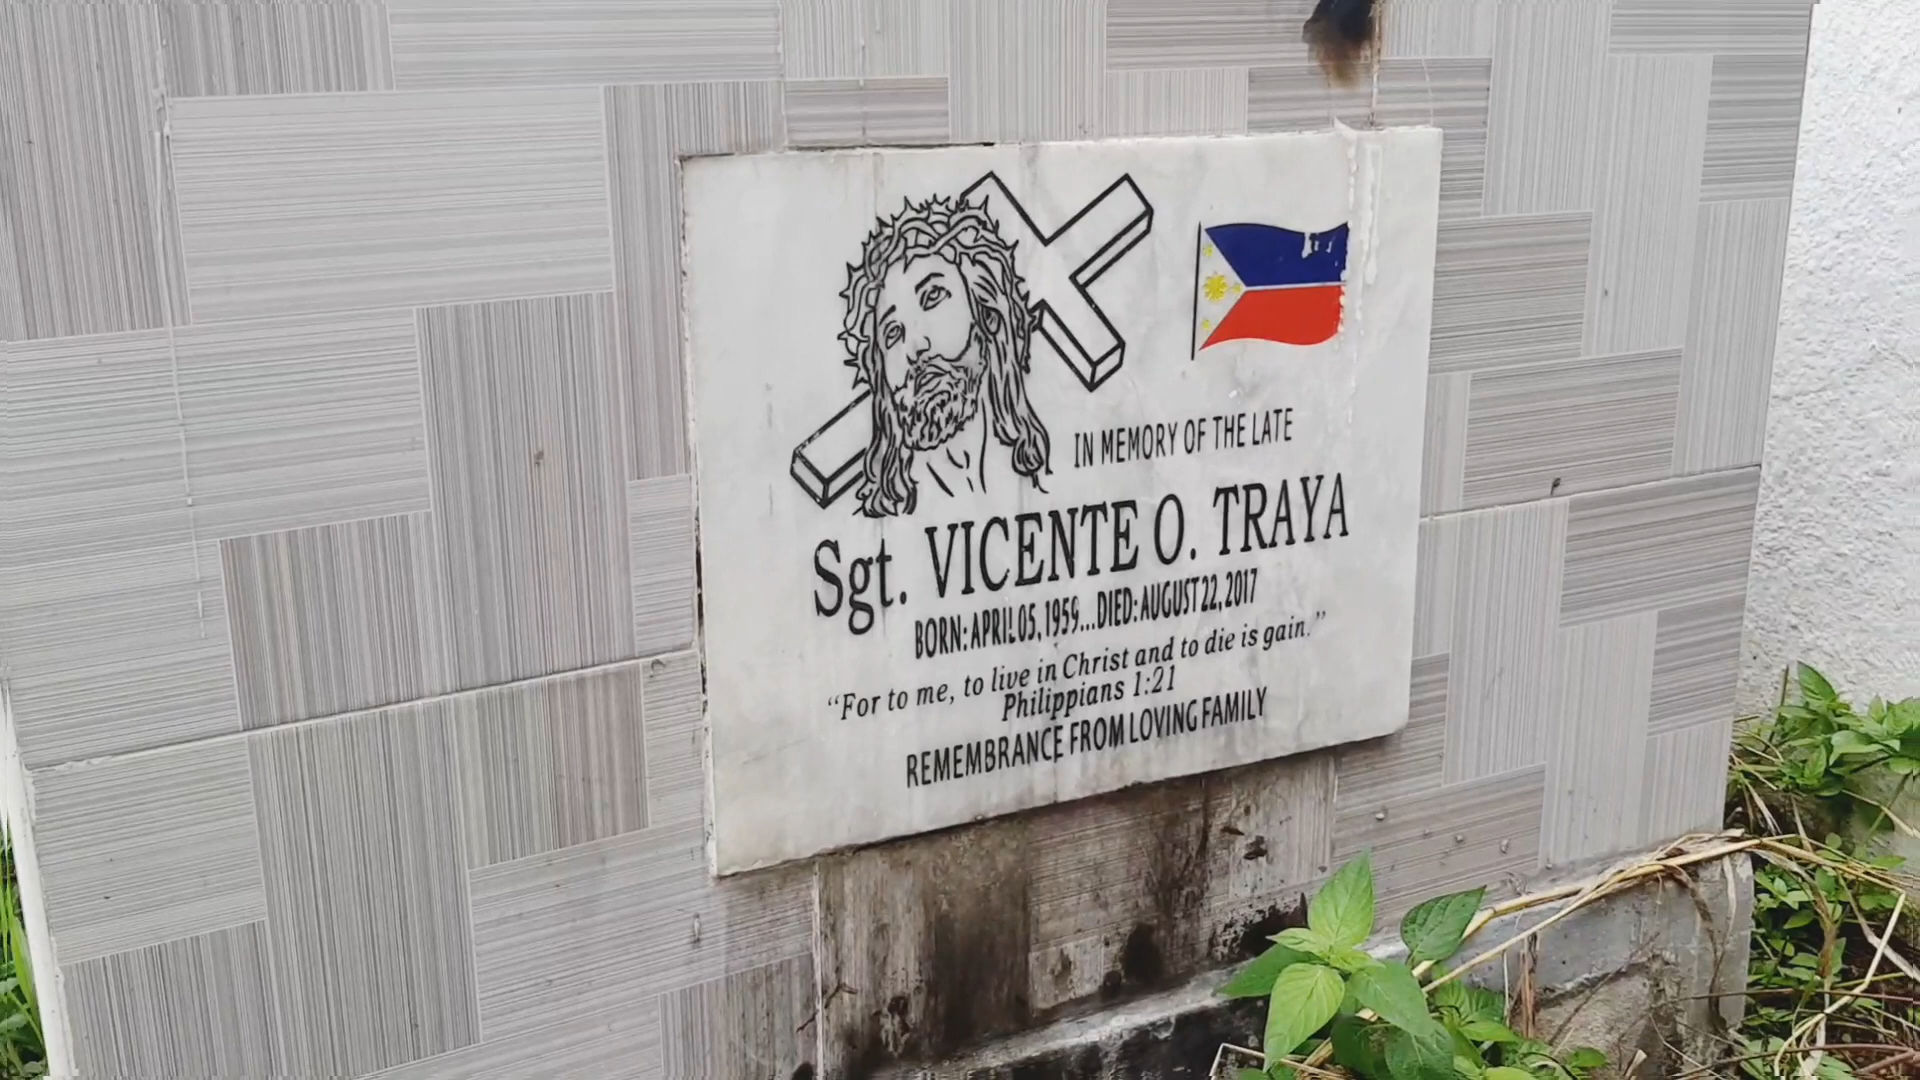 IN MEMORY OF THE LATE
Sgt. VICENTE O. TRAYA
BORN: APRIL 05, 1959...DIED: AUGUST 22, 2017
“For to me, to live in Christ and to die is gain.”
Philippians 1:21
REMEMBRANCE FROM LOVING FAMILY